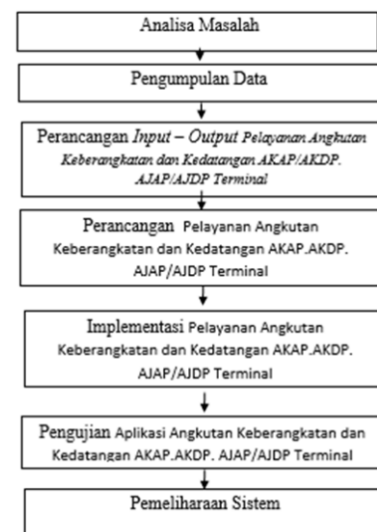 Analisa Masalah
Pengumpulan Data
Perancangan Input – Output Pelayanan Angkutan
Keberangkatan dan Kedatangan AKAP/AKDP.
AJAP/AJDP Terminal
Perancangan Pelayanan Angkutan
Keberangkatan dan Kedatangan AKAP.AKDP.
AJAP/AJDP Terminal
Implementasi Pelayanan Angkutan
Keberangkatan dan Kedatangan AKAP.AKDP.
AJAP/AJDP Terminal
Pengujian Aplikasi Angkutan Keberangkatan dan
Kedatangan AKAP.AKDP. AJAP/AJDP Terminal
Pemeliharaan Sistem